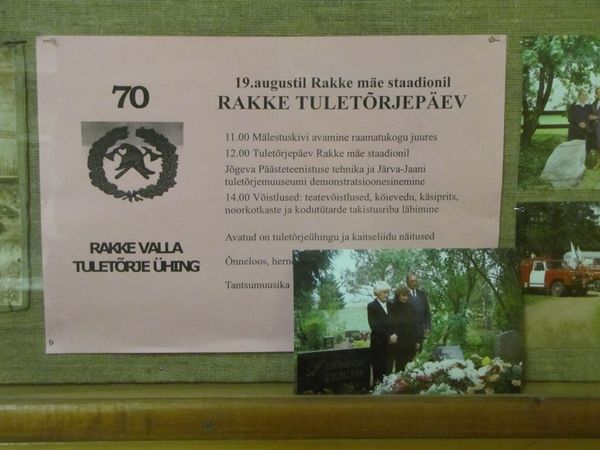 70
RAKKE VALLA
TULETÕRJE ÜHING
19.augustil Rakke mäe staadionil
RAKKE TULETÕRJEPÄEV
11.00 Mälestuskivi avamine raamatukogu juures
12.00 Tuletõrjepäev Rakke mäe staadionil
Jõgeva Päästeteenistuse tehnika ja Järva-Jaani
tuletõrjemuuseumi demonstratsioonesinemine
14.00 Võistlused: teatevõistlused, köievedu, käsiprits,
noorkotkaste ja kodutütarde takistusriba läbimine
Avatud on tuletõrjeühingu ja kaitseliidu näitused
Õnneloos,
Tantsumuusika